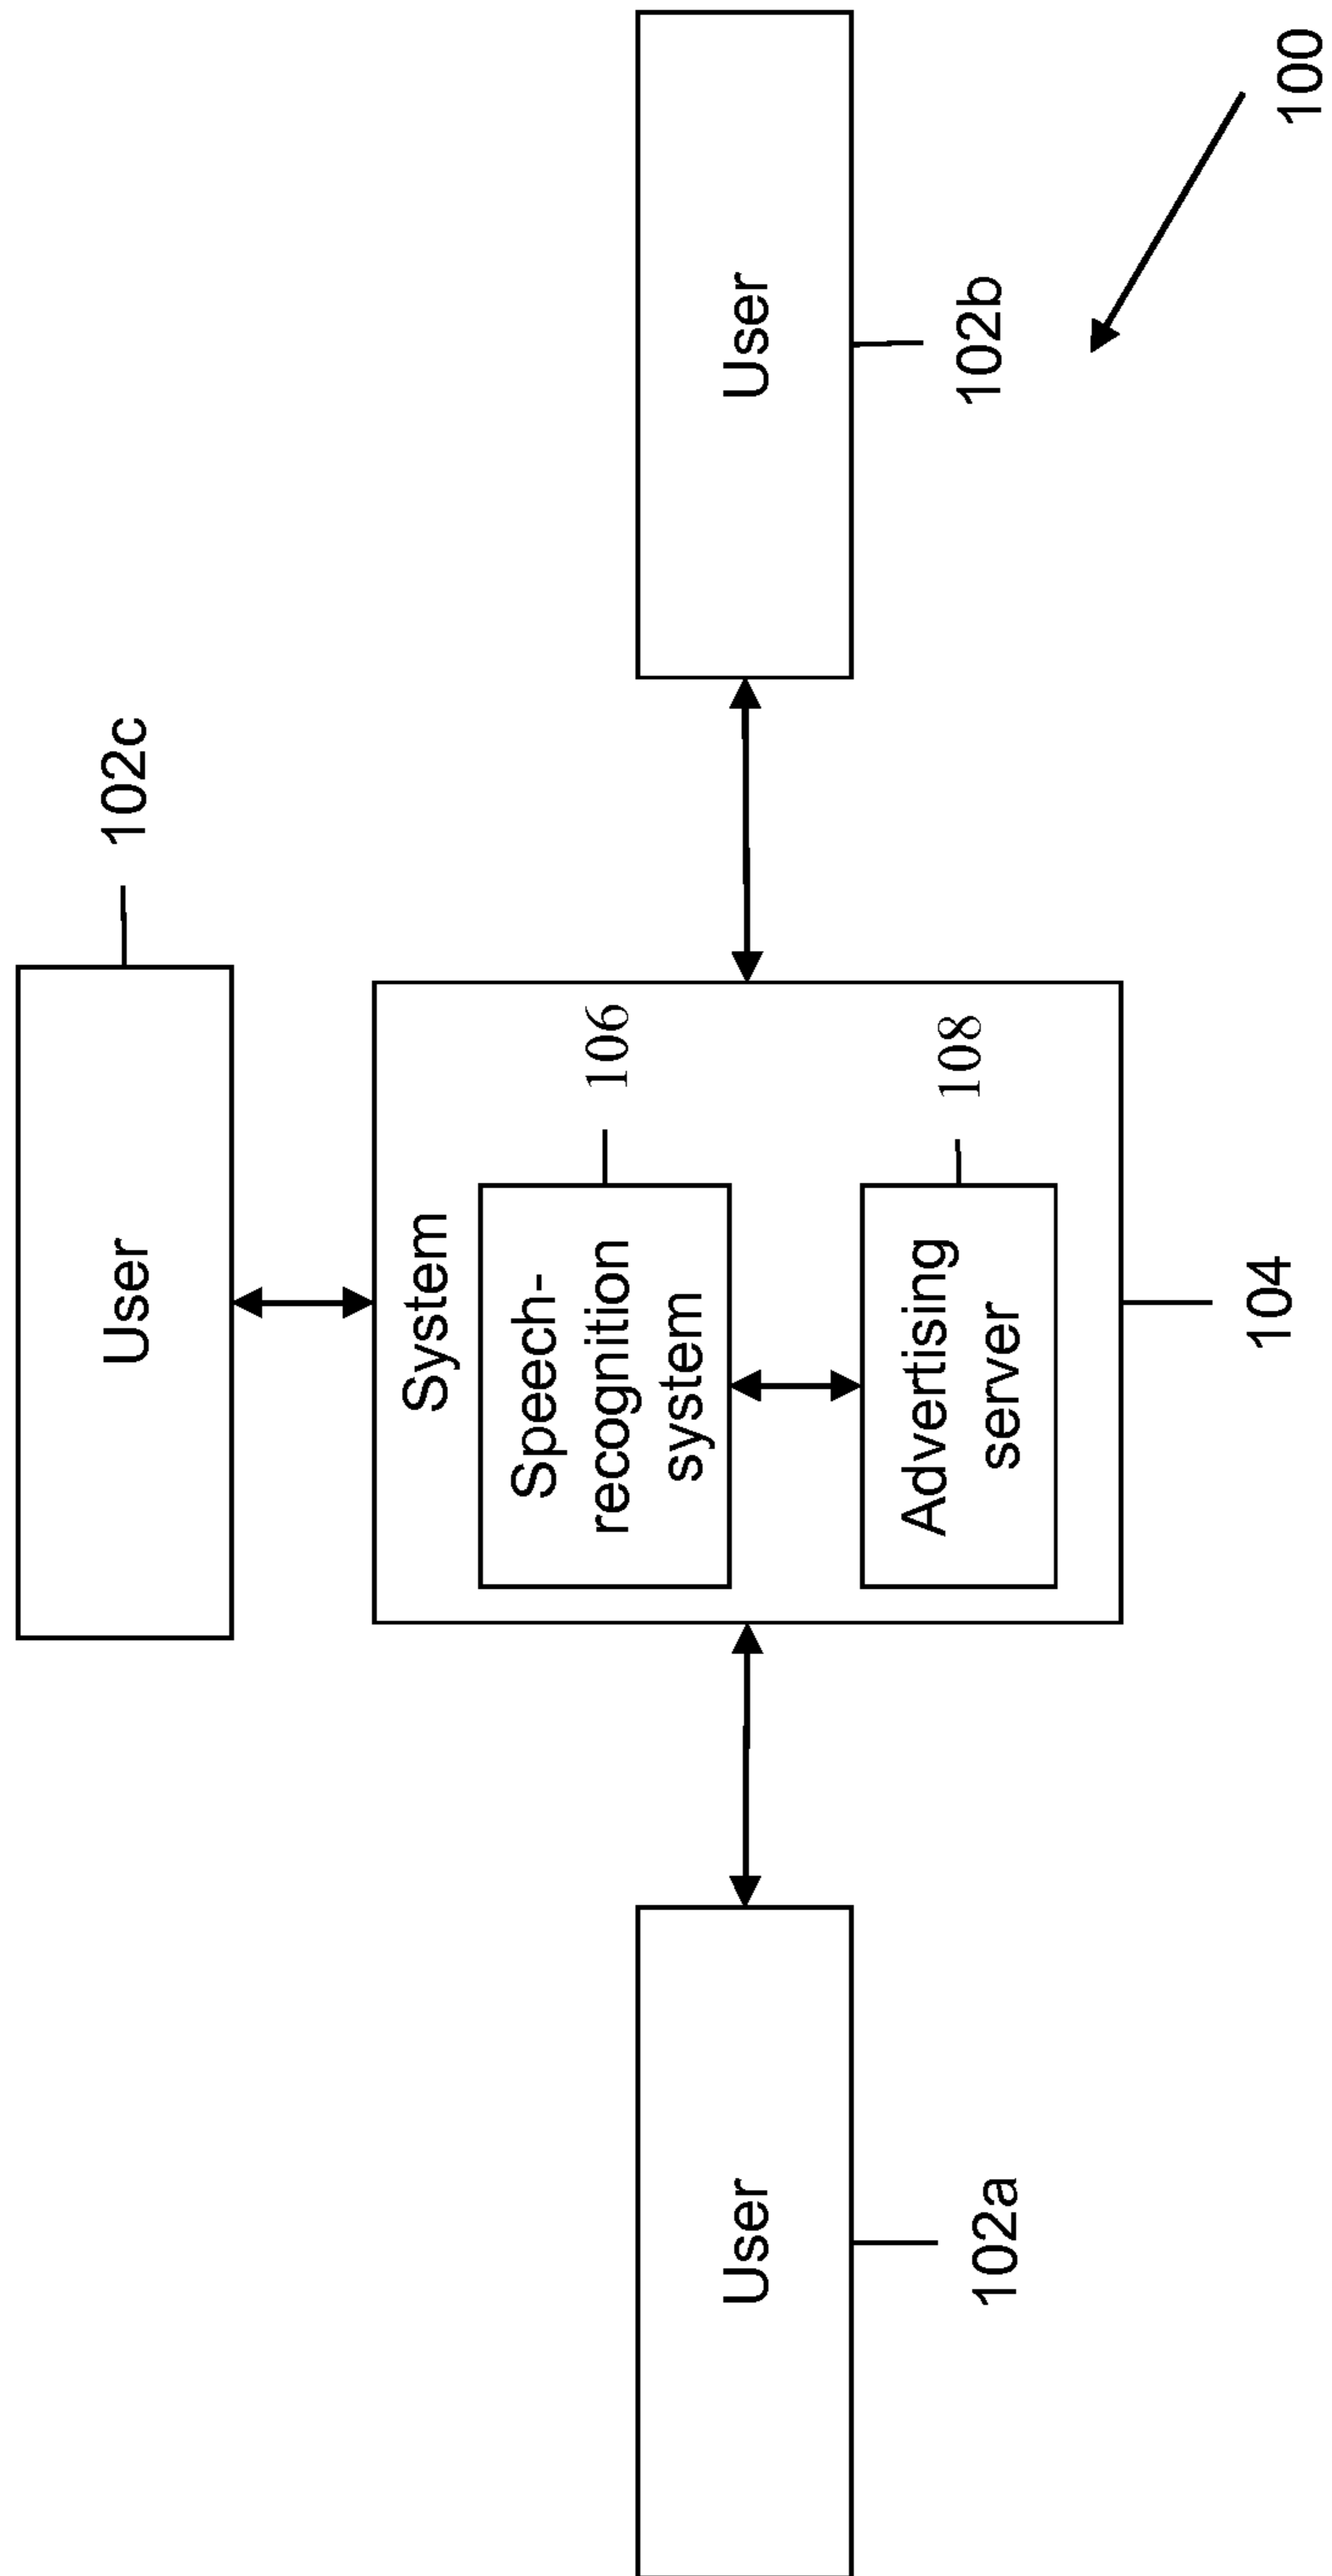 User
102c
System
Speech-
recognition
system
106
Advertising
server
108
104
User
102a
User
102b
100